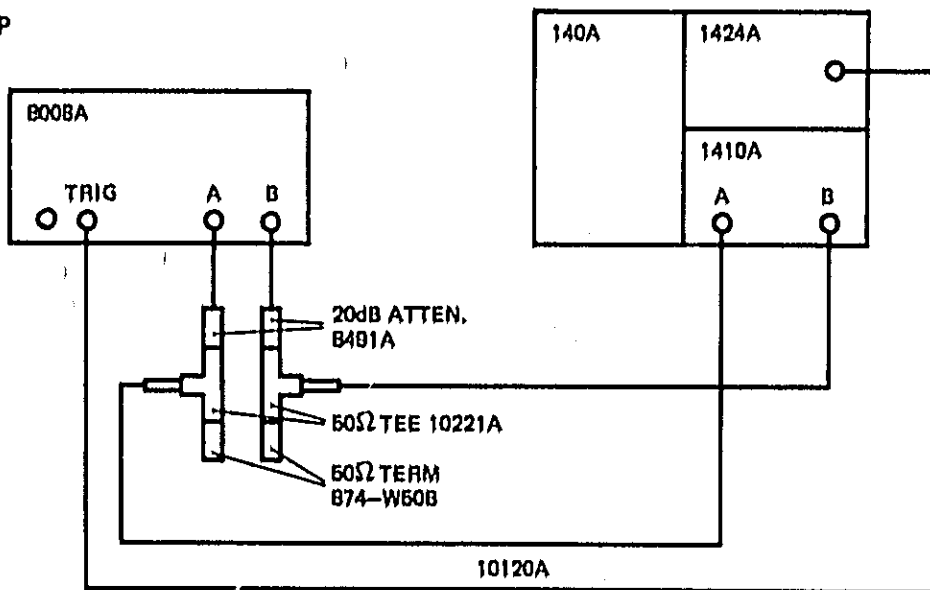 P
8008A
TRIG A B
140A
1424A
1410A
A B
20dB ATTEN.
8491A
50Ω TEE 10221A
50Ω TERM
874–W50B
10120A